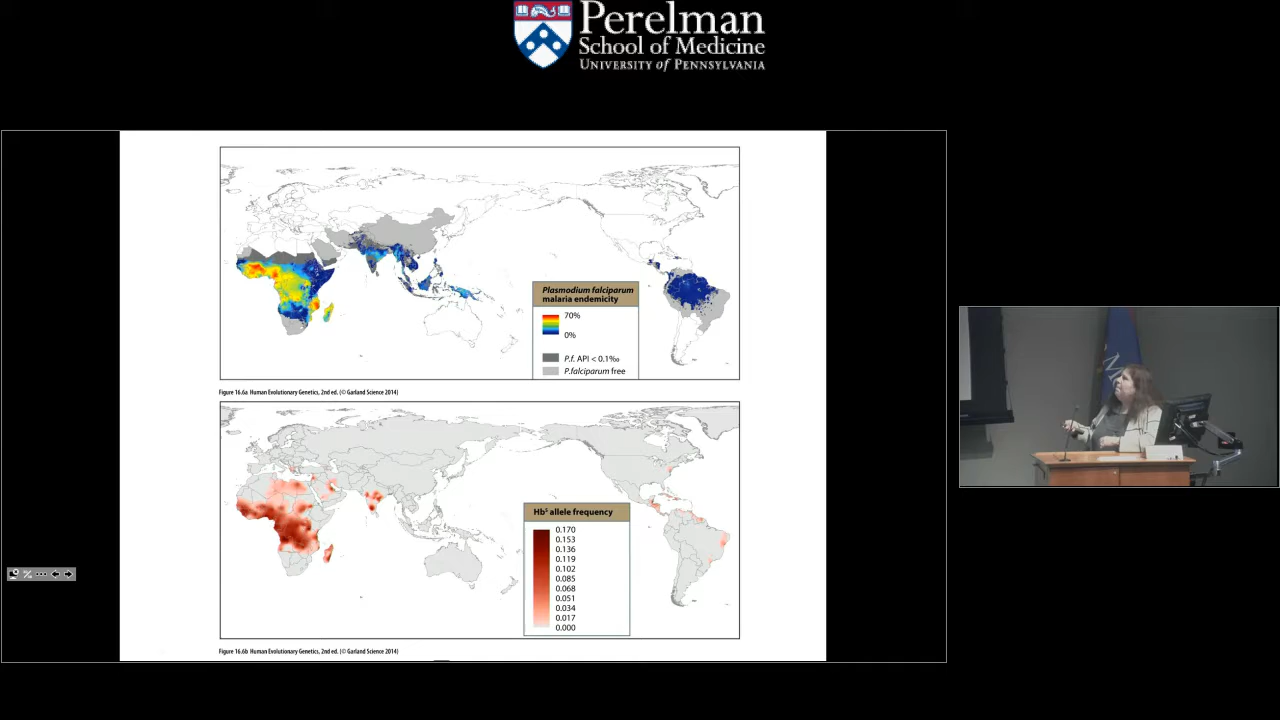 Perelman
School of Medicine
UNIVERSITY of PENNSYLVANIA
Plasmodium falciparum
malaria endemicity
70%
0%
P.f. API < 0.1‰
P.falciparum free
Figure 16.6a Human Evolutionary Genetics, 2nd ed. (© Garland Science 2014)
Hbˢ allele frequency
0.170
0.153
0.136
0.119
0.102
0.085
0.068
0.051
0.034
0.017
0.000
Figure 16.6b Human Evolutionary Genetics, 2nd ed. (© Garland Science 2014)